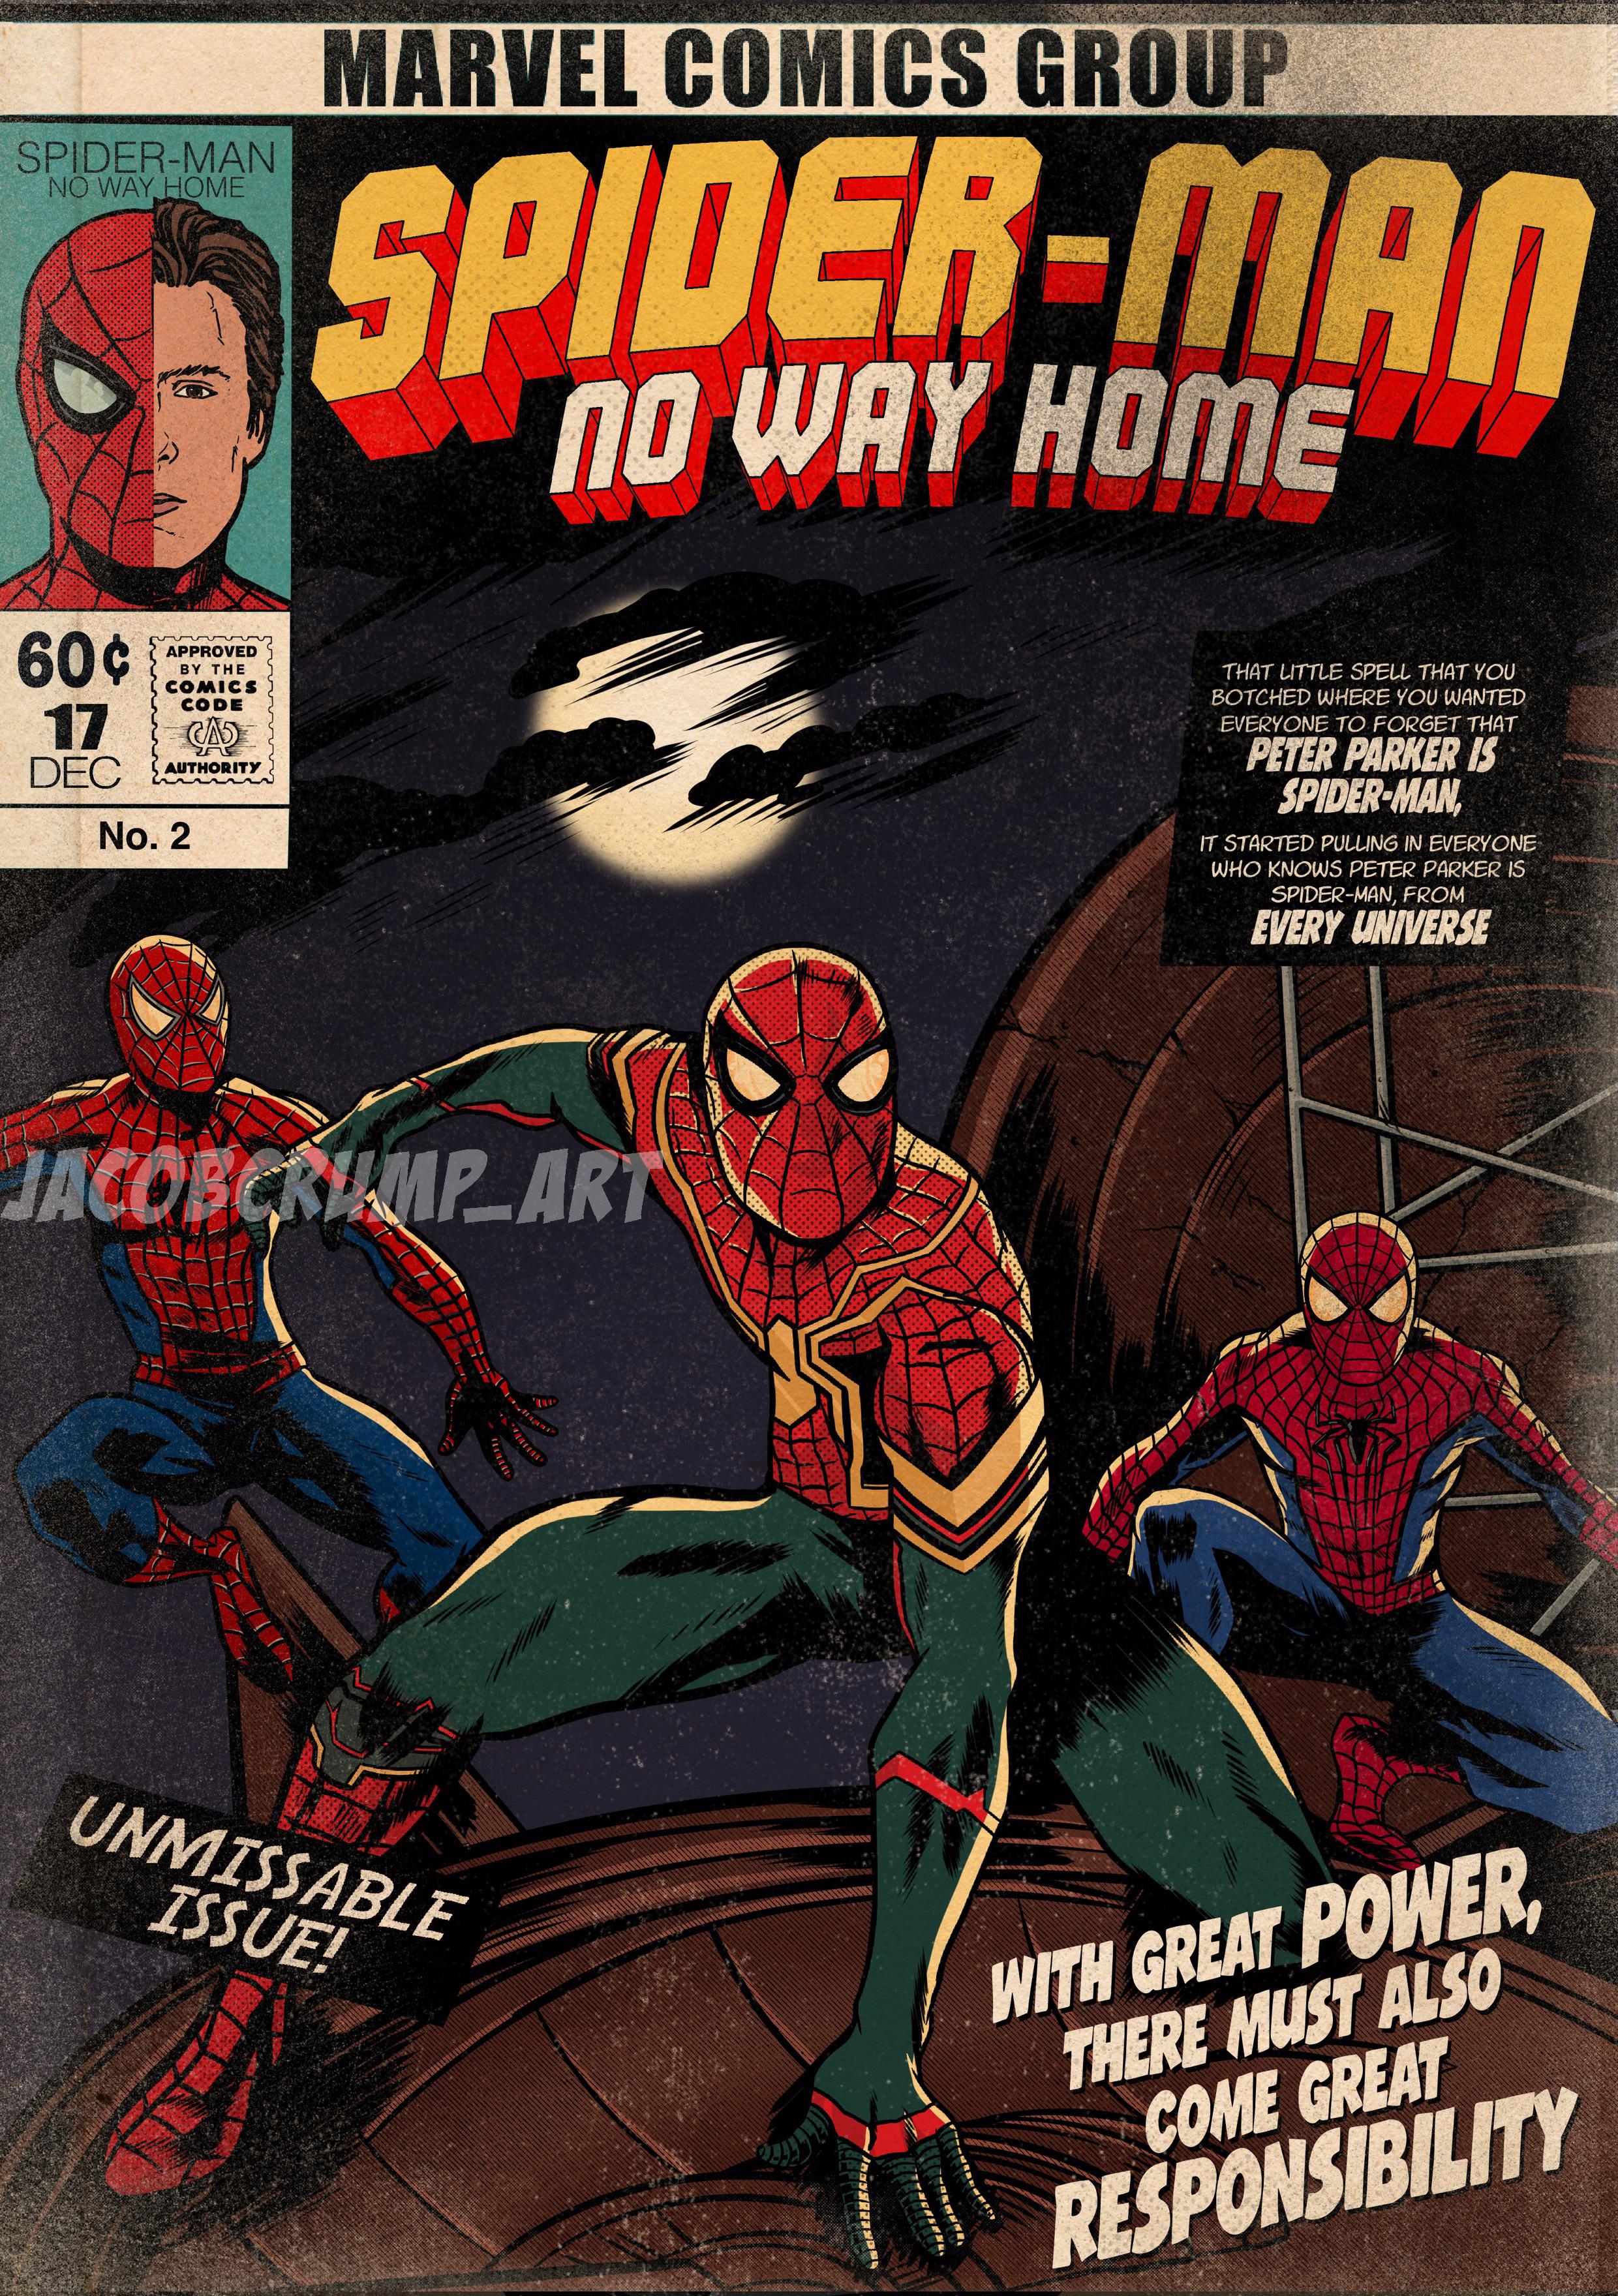 MARVEL COMICS GROUP
SPIDER-MAN
NO WAY HOME
SPIDER-MAN
NO WAY HOME
60¢
17
DEC
APPROVED
BY THE
COMICS
CODE
CA
AUTHORITY
No. 2
THAT LITTLE SPELL THAT YOU
BOTCHED WHERE YOU WANTED
EVERYONE TO FORGET THAT
PETER PARKER IS
SPIDER-MAN,
IT STARTED PULLING IN EVERYONE
WHO KNOWS PETER PARKER IS
SPIDER-MAN, FROM
EVERY UNIVERSE
JACOBCRUMP_ART
UNMISSABLE
ISSUE!
WITH GREAT POWER,
THERE MUST ALSO
COME GREAT
RESPONSIBILITY